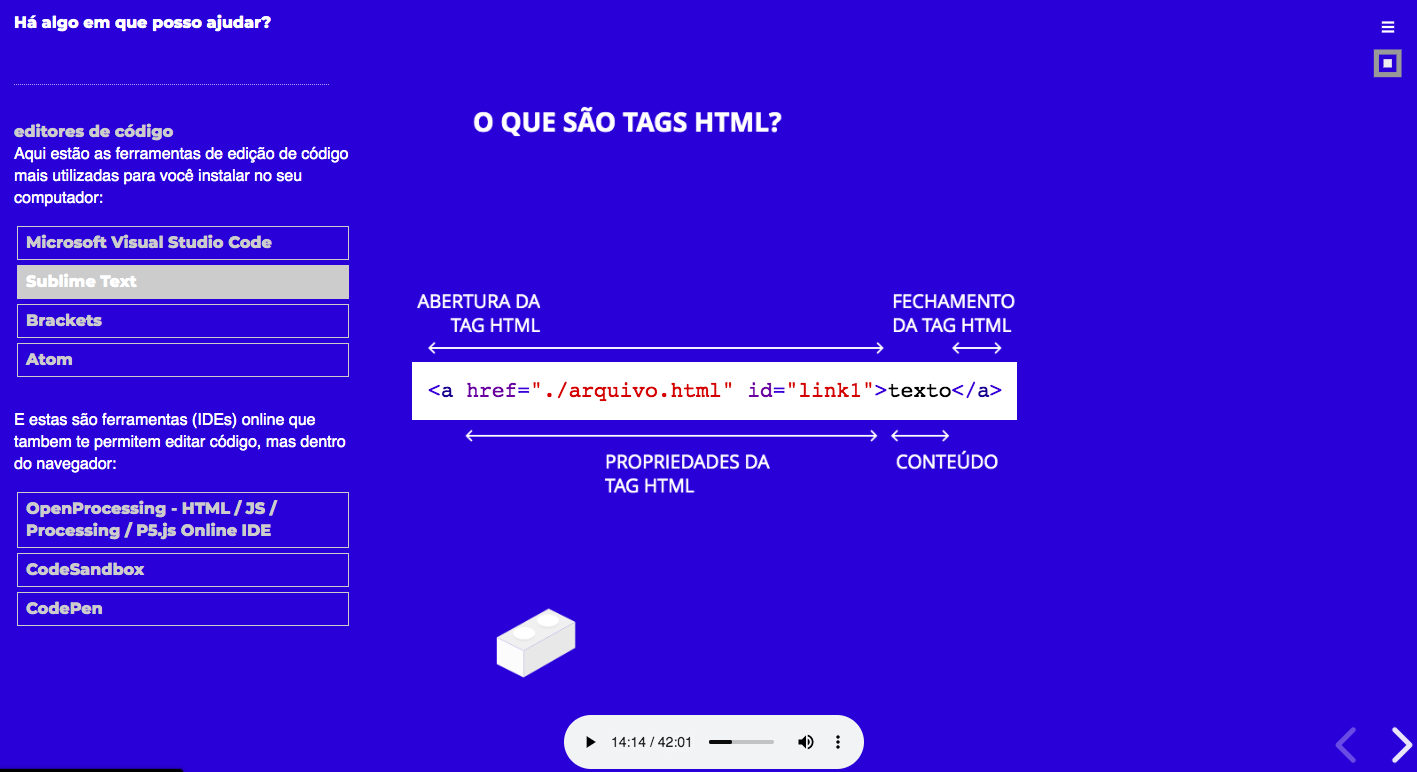 Há algo em que posso ajudar?
editores de código
Aqui estão as ferramentas de edição de código
mais utilizadas para você instalar no seu
computador:
Microsoft Visual Studio Code
Sublime Text
Brackets
Atom
E estas são ferramentas (IDEs) online que
tambem te permitem editar código, mas dentro
do navegador:
OpenProcessing - HTML / JS /
Processing / P5.js Online IDE
CodeSandbox
CodePen
O QUE SÃO TAGS HTML?
ABERTURA DA
TAG HTML
FECHAMENTO
DA TAG HTML
<a href="./arquivo.html" id="link1">texto</a>
PROPRIEDADES DA
TAG HTML
CONTEÚDO
14:14 / 42:01